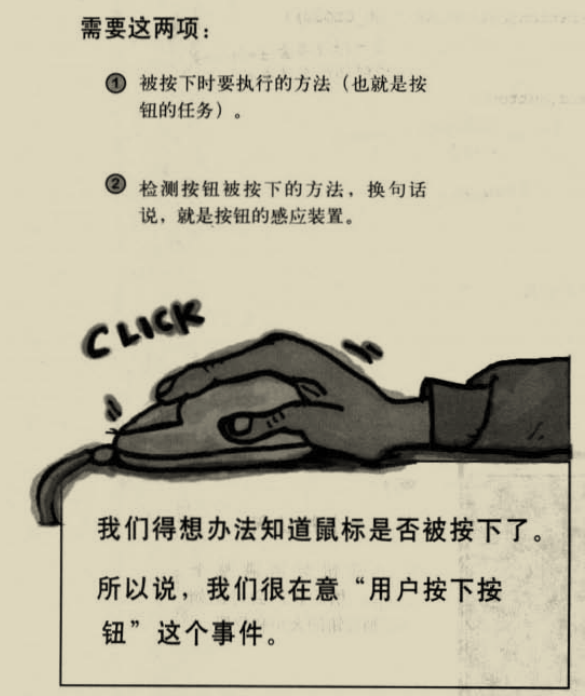 需要这两项：
① 被按下时要执行的方法（也就是按
钮的任务）。
② 检测按钮被按下的方法，换句话
说，就是按钮的感应装置。
CLICK
我们得想办法知道鼠标是否被按下了。
所以说，我们很在意“用户按下按
钮”这个事件。